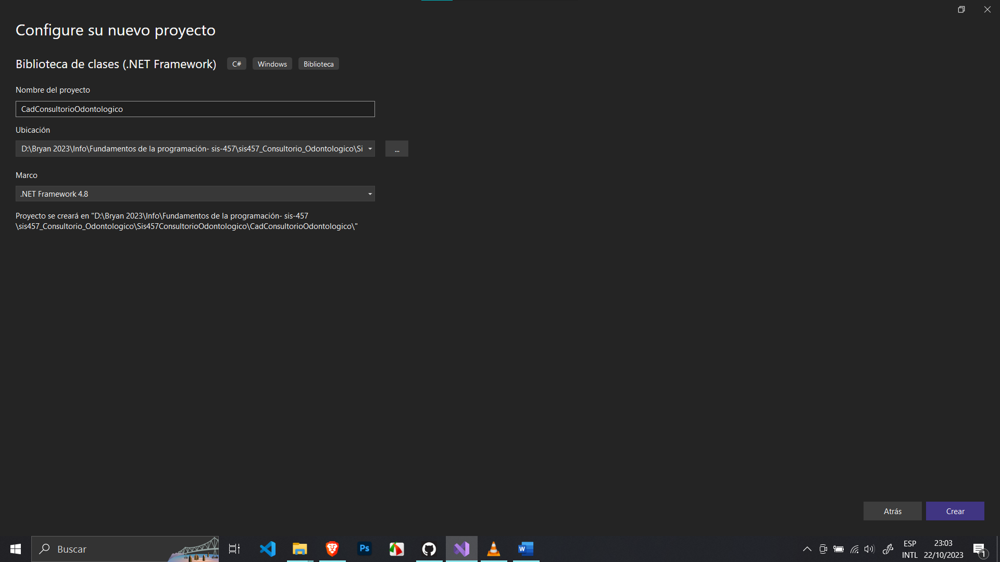 Configure su nuevo proyecto
Biblioteca de clases (.NET Framework) C# Windows Biblioteca
Nombre del proyecto
CadConsultorioOdontologico
Ubicación
D:\Bryan 2023\Info\Fundamentos de la programación- sis-457\sis457_Consultorio_Odontologico\Si
...
Marco
.NET Framework 4.8
Proyecto se creará en "D:\Bryan 2023\Info\Fundamentos de la programación- sis-457
\sis457_Consultorio_Odontologico\Sis457ConsultorioOdontologico\CadConsultorioOdontologico\"
Atrás Crear
Buscar
Ps
W
ESP
INTL
23:03
22/10/2023
1